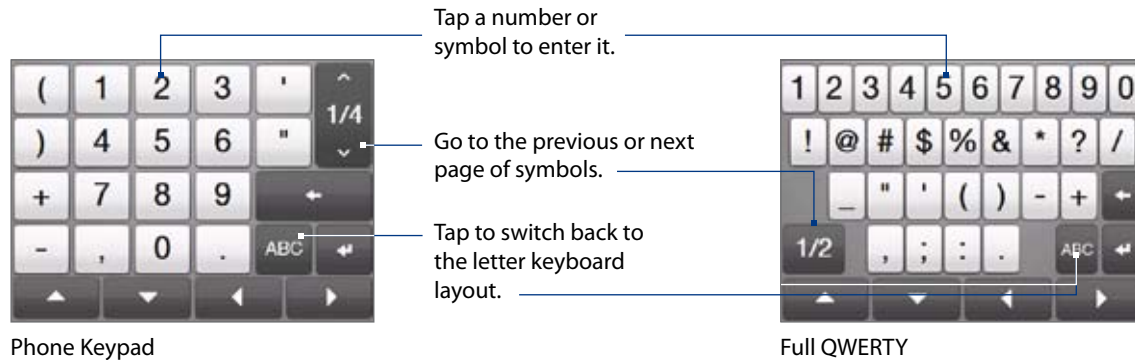 Tap a number or
symbol to enter it.
( 1 2 3 '
1/4
) 4 5 6 "
+ 7 8 9
- , 0 . ABC
Go to the previous or next
page of symbols.
Tap to switch back to
the letter keyboard
layout.
1 2 3 4 5 6 7 8 9 0
! @ # $ % & * ? /
_ " ' ( ) - +
1/2 , ; : . ABC
Phone Keypad
Full QWERTY